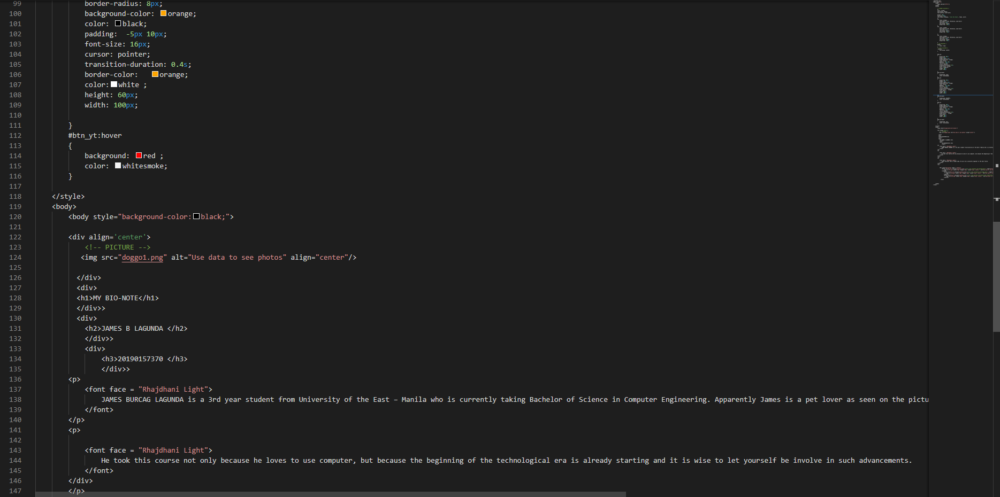 99 border-radius: 8px;
100 background-color: orange;
101 color: black;
102 padding:  -5px 10px;
103 font-size: 16px;
104 cursor: pointer;
105 transition-duration: 0.4s;
106 border-color:   orange;
107 color: white ;
108 height: 60px;
109 width: 100px;
110
111 }
112 #btn_yt:hover
113 {
114 background: red ;
115 color: whitesmoke;
116 }
117
118 </style>
119 <body>
120 <body style="background-color: black;">
121
122 <div align='center'>
123 <!-- PICTURE -->
124 <img src="doggo1.png" alt="Use data to see photos" align="center"/>
125
126 </div>
127 <div>
128 <h1>MY BIO-NOTE</h1>
129 </div>>
130 <div>
131 <h2>JAMES B LAGUNDA </h2>
132 </div>>
133 <div>
134 <h3>20190157370 </h3>
135 </div>>
136 <p>
137 <font face = "Rhajdhani Light">
138 JAMES BURCAG LAGUNDA is a 3rd year student from University of the East – Manila who is currently taking Bachelor of Science in Computer Engineering. Apparently James is a pet lover as seen on the pictu
139 </font>
140 </p>
141 <p>
142
143 <font face = "Rhajdhani Light">
144 He took this course not only because he loves to use computer, but because the beginning of the technological era is already starting and it is wise to let yourself be involve in such advancements.
145 </font>
146 </div>
147 </p>